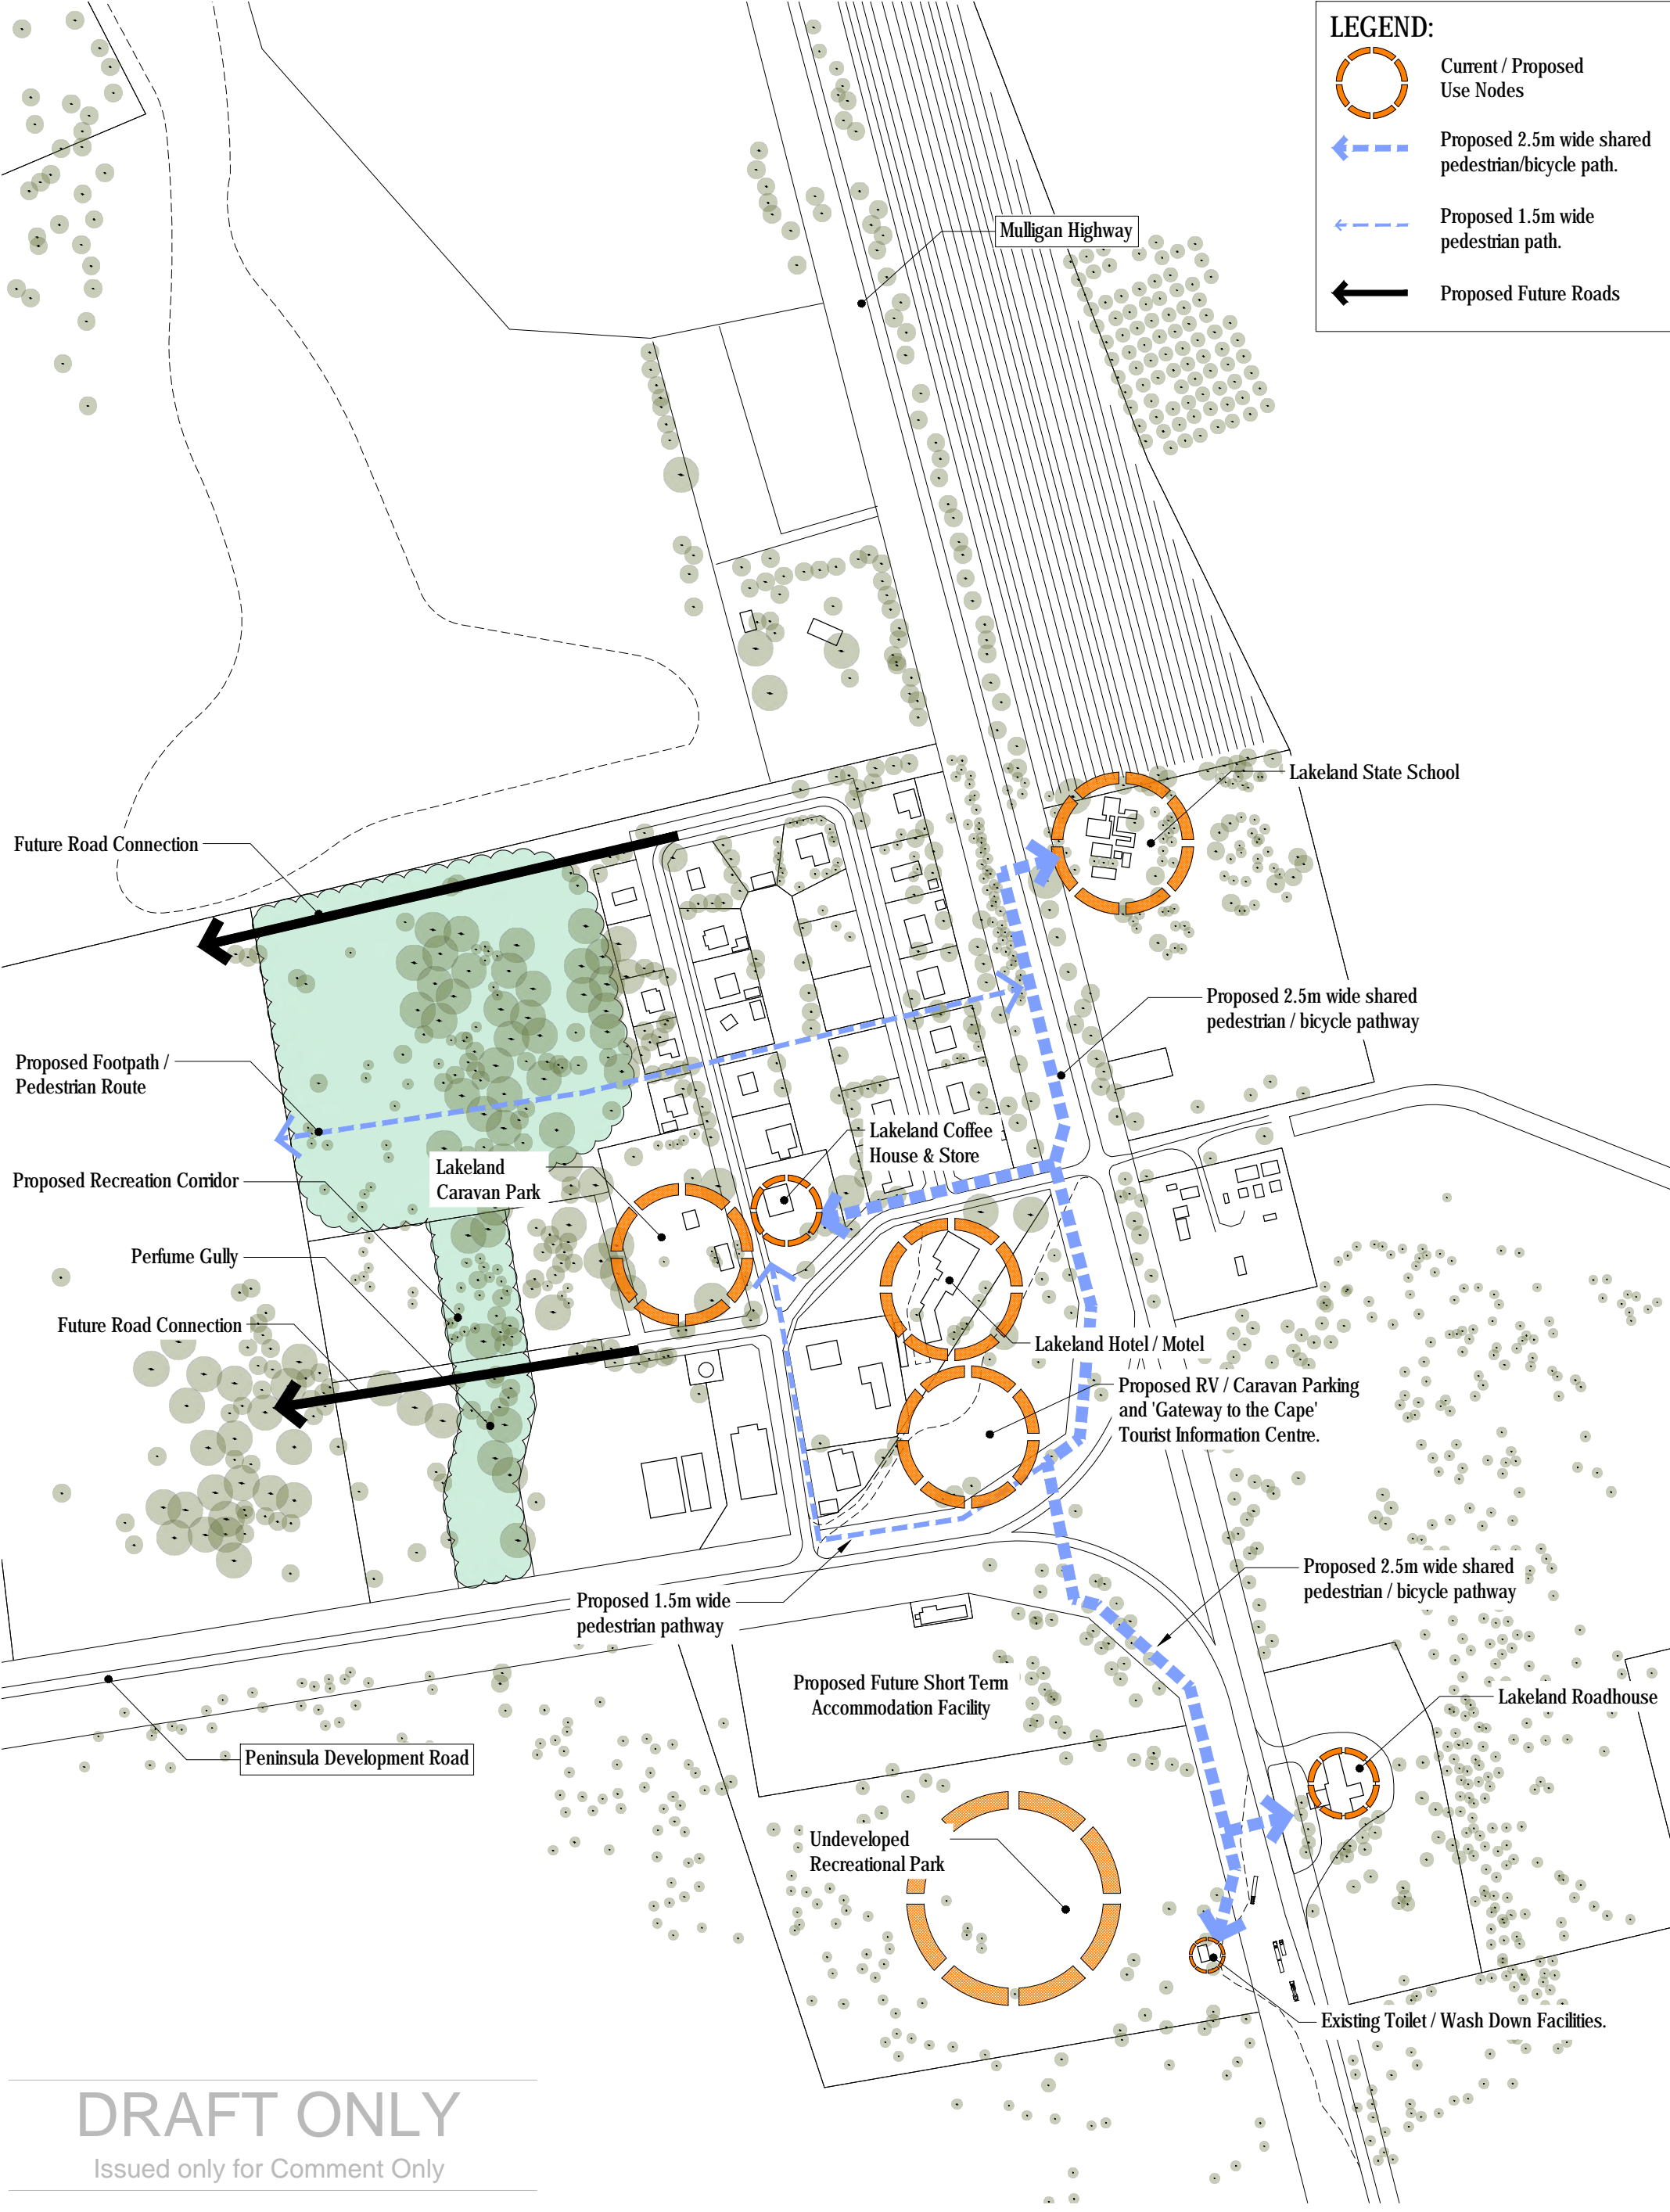 LEGEND:
Current / Proposed
Use Nodes
Proposed 2.5m wide shared
pedestrian/bicycle path.
Proposed 1.5m wide
pedestrian path.
Proposed Future Roads
Mulligan Highway
Lakeland State School
Future Road Connection
Proposed 2.5m wide shared
pedestrian / bicycle pathway
Proposed Footpath /
Pedestrian Route
Lakeland Coffee
House & Store
Lakeland
Caravan Park
Proposed Recreation Corridor
Perfume Gully
Future Road Connection
Lakeland Hotel / Motel
Proposed RV / Caravan Parking
and 'Gateway to the Cape'
Tourist Information Centre.
Proposed 2.5m wide shared
pedestrian / bicycle pathway
Proposed 1.5m wide
pedestrian pathway
Proposed Future Short Term
Accommodation Facility
Lakeland Roadhouse
Peninsula Development Road
Undeveloped
Recreational Park
Existing Toilet / Wash Down Facilities.
DRAFT ONLY
Issued only for Comment Only